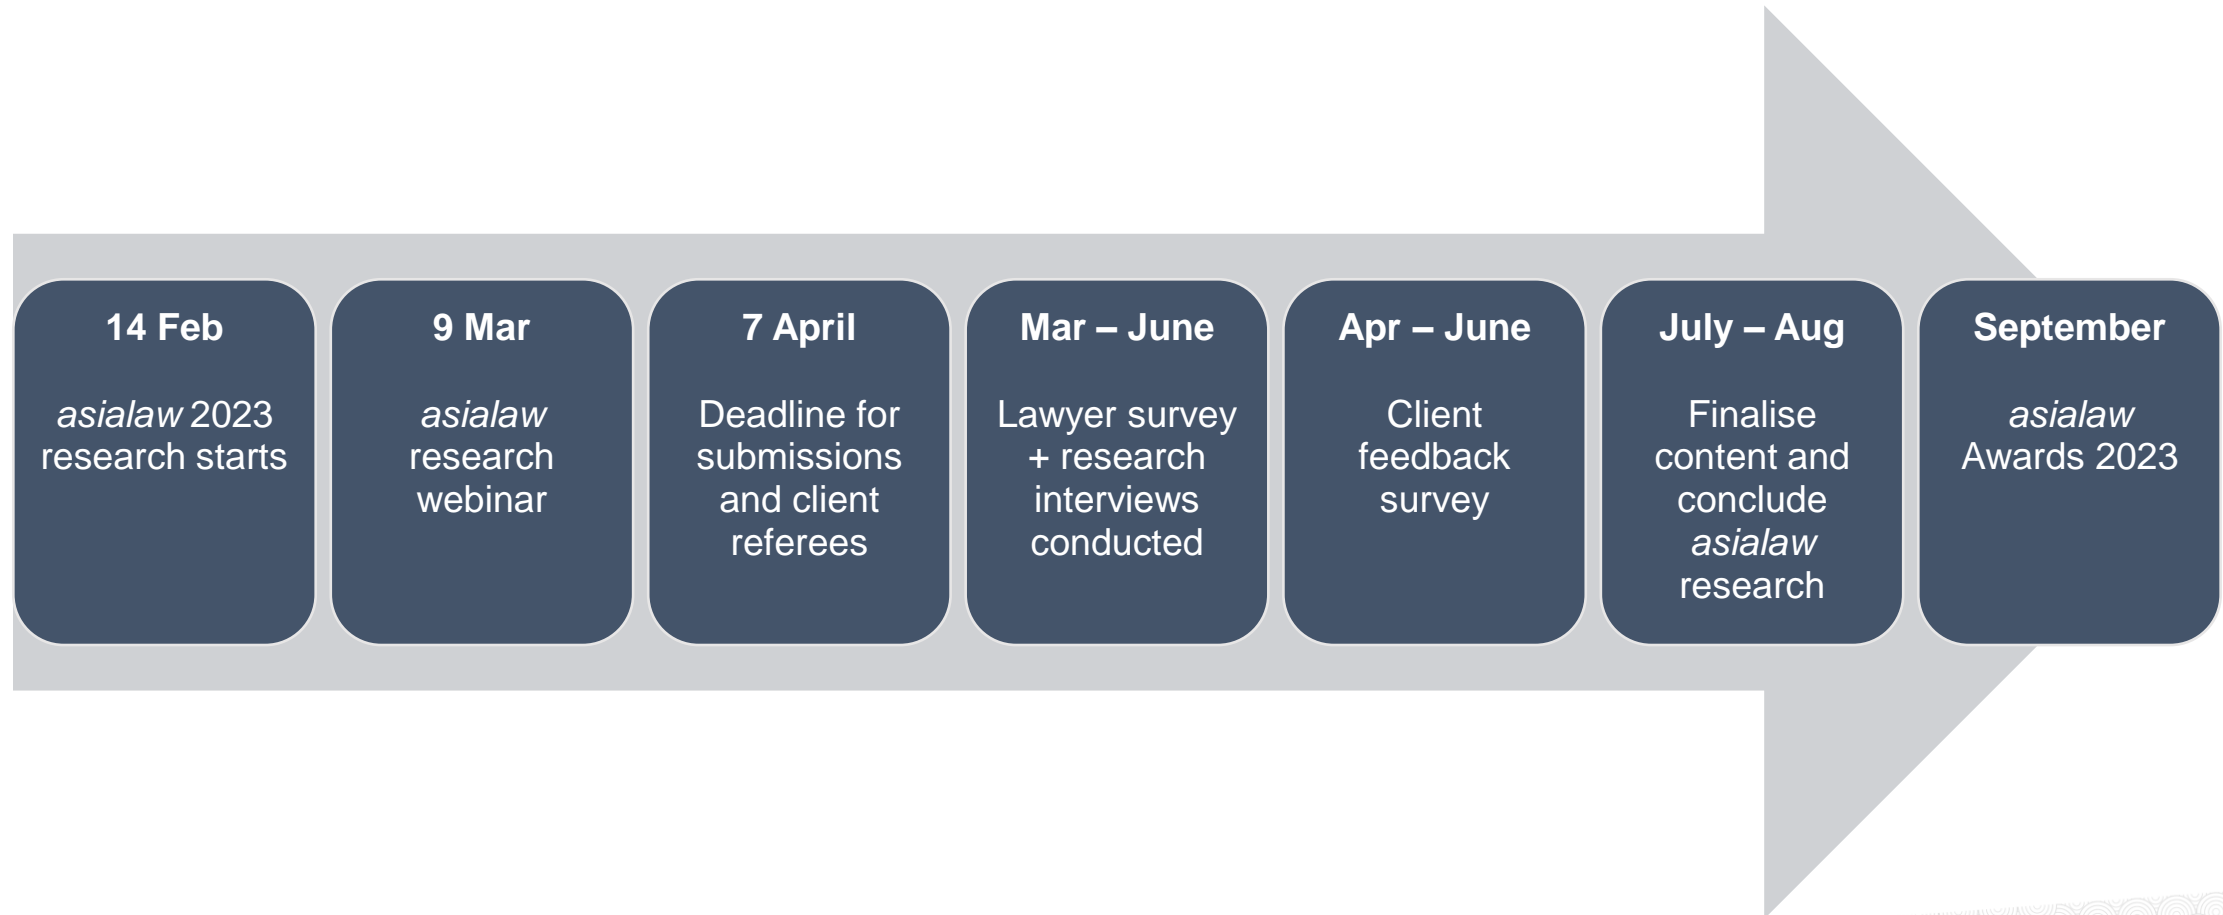 14 Feb
asialaw 2023
research starts
9 Mar
asialaw
research
webinar
7 April
Deadline for
submissions
and client
referees
Mar – June
Lawyer survey
+ research
interviews
conducted
Apr – June
Client
feedback
survey
July – Aug
Finalise
content and
conclude
asialaw
research
September
asialaw
Awards 2023